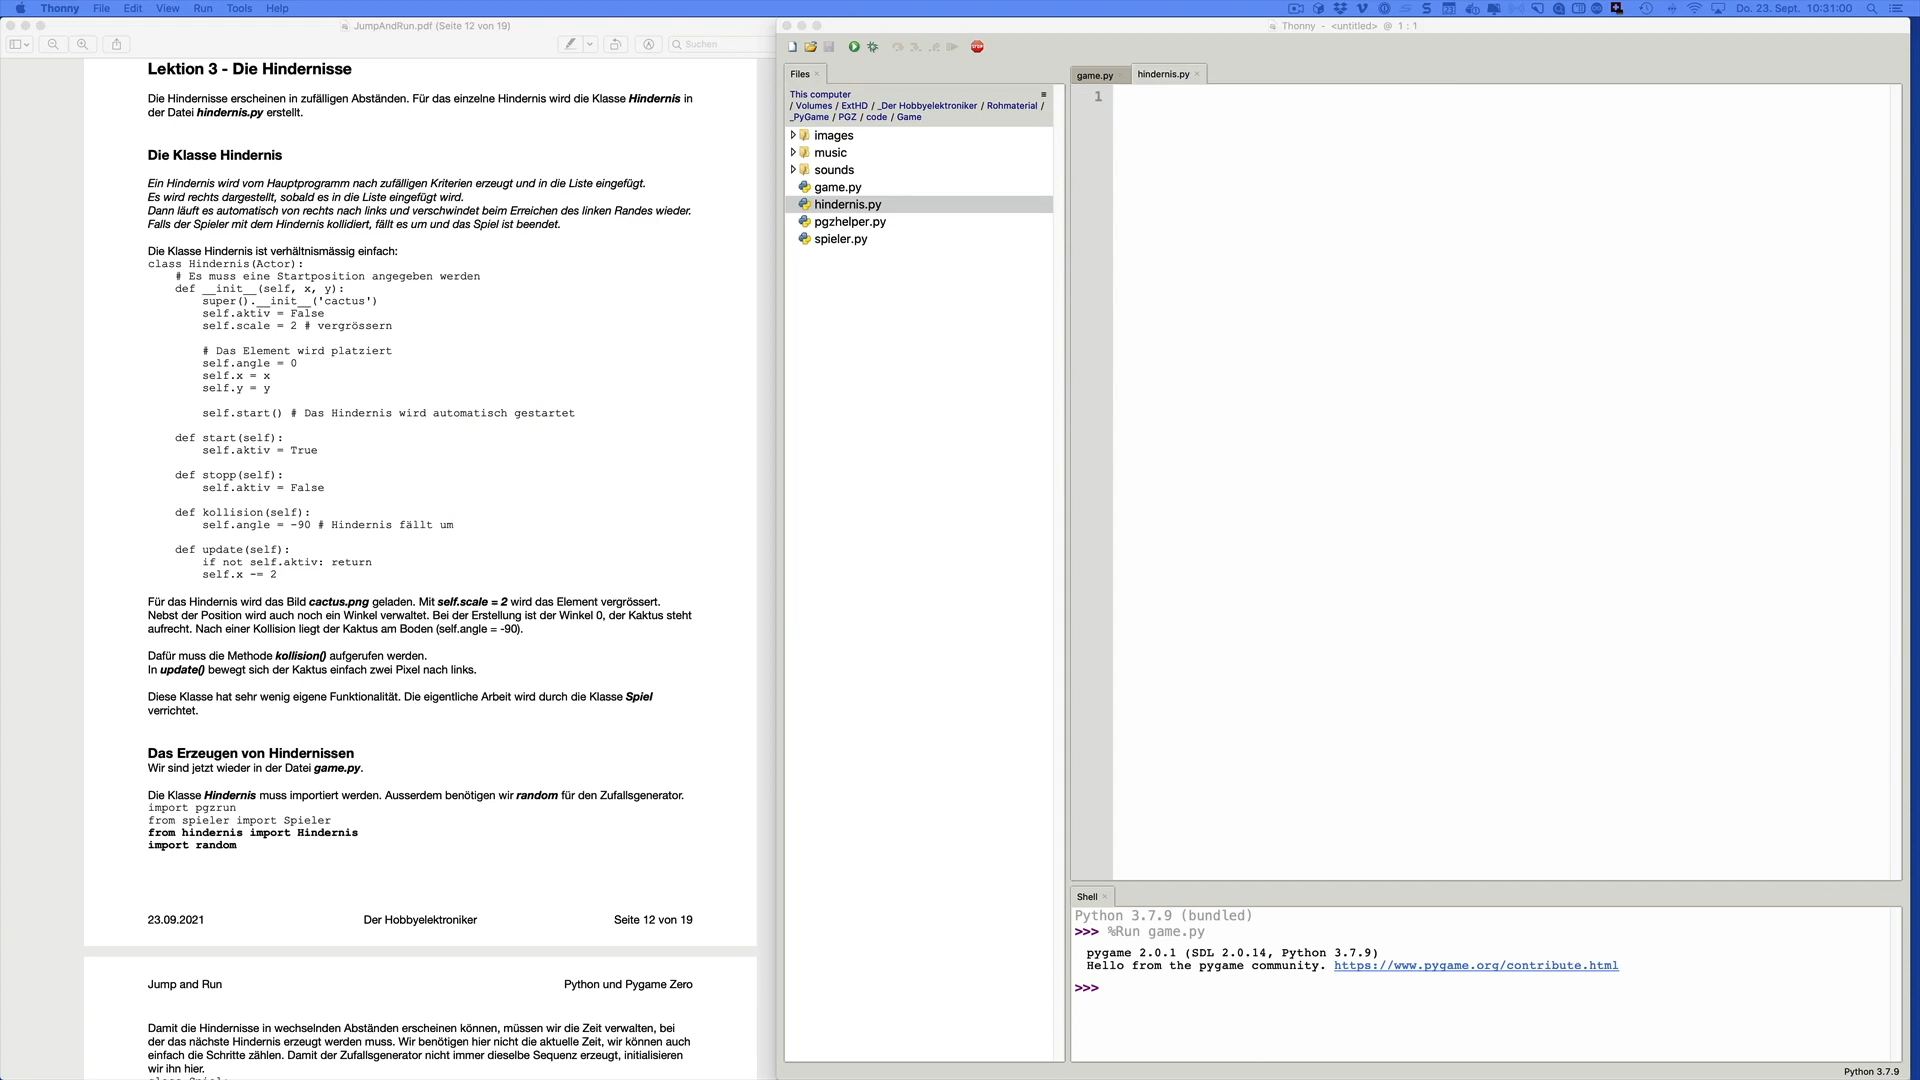 Thonny File Edit View Run Tools Help
Do. 23. Sept. 10:31:00
JumpAndRun.pdf (Seite 12 von 19)
Suchen
Lektion 3 - Die Hindernisse
Die Hindernisse erscheinen in zufälligen Abständen. Für das einzelne Hindernis wird die Klasse Hindernis in
der Datei hindernis.py erstellt.
Die Klasse Hindernis
Ein Hindernis wird vom Hauptprogramm nach zufälligen Kriterien erzeugt und in die Liste eingefügt.
Es wird rechts dargestellt, sobald es in die Liste eingefügt wird.
Dann läuft es automatisch von rechts nach links und verschwindet beim Erreichen des linken Randes wieder.
Falls der Spieler mit dem Hindernis kollidiert, fällt es um und das Spiel ist beendet.
Die Klasse Hindernis ist verhältnismässig einfach:
class Hindernis(Actor):
    # Es muss eine Startposition angegeben werden
    def __init__(self, x, y):
        super().__init__('cactus')
        self.aktiv = False
        self.scale = 2 # vergrössern
        # Das Element wird platziert
        self.angle = 0
        self.x = x
        self.y = y
        self.start() # Das Hindernis wird automatisch gestartet
    def start(self):
        self.aktiv = True
    def stopp(self):
        self.aktiv = False
    def kollision(self):
        self.angle = -90 # Hindernis fällt um
    def update(self):
        if not self.aktiv: return
        self.x -= 2
Für das Hindernis wird das Bild cactus.png geladen. Mit self.scale = 2 wird das Element vergrössert.
Nebst der Position wird auch noch ein Winkel verwaltet. Bei der Erstellung ist der Winkel 0, der Kaktus steht
aufrecht. Nach einer Kollision liegt der Kaktus am Boden (self.angle = -90).
Dafür muss die Methode kollision() aufgerufen werden.
In update() bewegt sich der Kaktus einfach zwei Pixel nach links.
Diese Klasse hat sehr wenig eigene Funktionalität. Die eigentliche Arbeit wird durch die Klasse Spiel
verrichtet.
Das Erzeugen von Hindernissen
Wir sind jetzt wieder in der Datei game.py.
Die Klasse Hindernis muss importiert werden. Ausserdem benötigen wir random für den Zufallsgenerator.
import pgzrun
from spieler import Spieler
from hindernis import Hindernis
import random
23.09.2021 Der Hobbyelektroniker Seite 12 von 19
Jump and Run Python und Pygame Zero
Damit die Hindernisse in wechselnden Abständen erscheinen können, müssen wir die Zeit verwalten, bei
der das nächste Hindernis erzeugt werden muss. Wir benötigen hier nicht die aktuelle Zeit, wir können auch
einfach die Schritte zählen. Damit der Zufallsgenerator nicht immer dieselbe Sequenz erzeugt, initialisieren
wir ihn hier.
Thonny - <untitled> @ 1 : 1
STOP
Files
This computer
/ Volumes / ExtHD / _Der Hobbyelektroniker / Rohmaterial /
_PyGame / PGZ / code / Game
images
music
sounds
game.py
hindernis.py
pgzhelper.py
spieler.py
game.py hindernis.py
1
Shell
Python 3.7.9 (bundled)
>>> %Run game.py
pygame 2.0.1 (SDL 2.0.14, Python 3.7.9)
Hello from the pygame community. https://www.pygame.org/contribute.html
>>>
Python 3.7.9